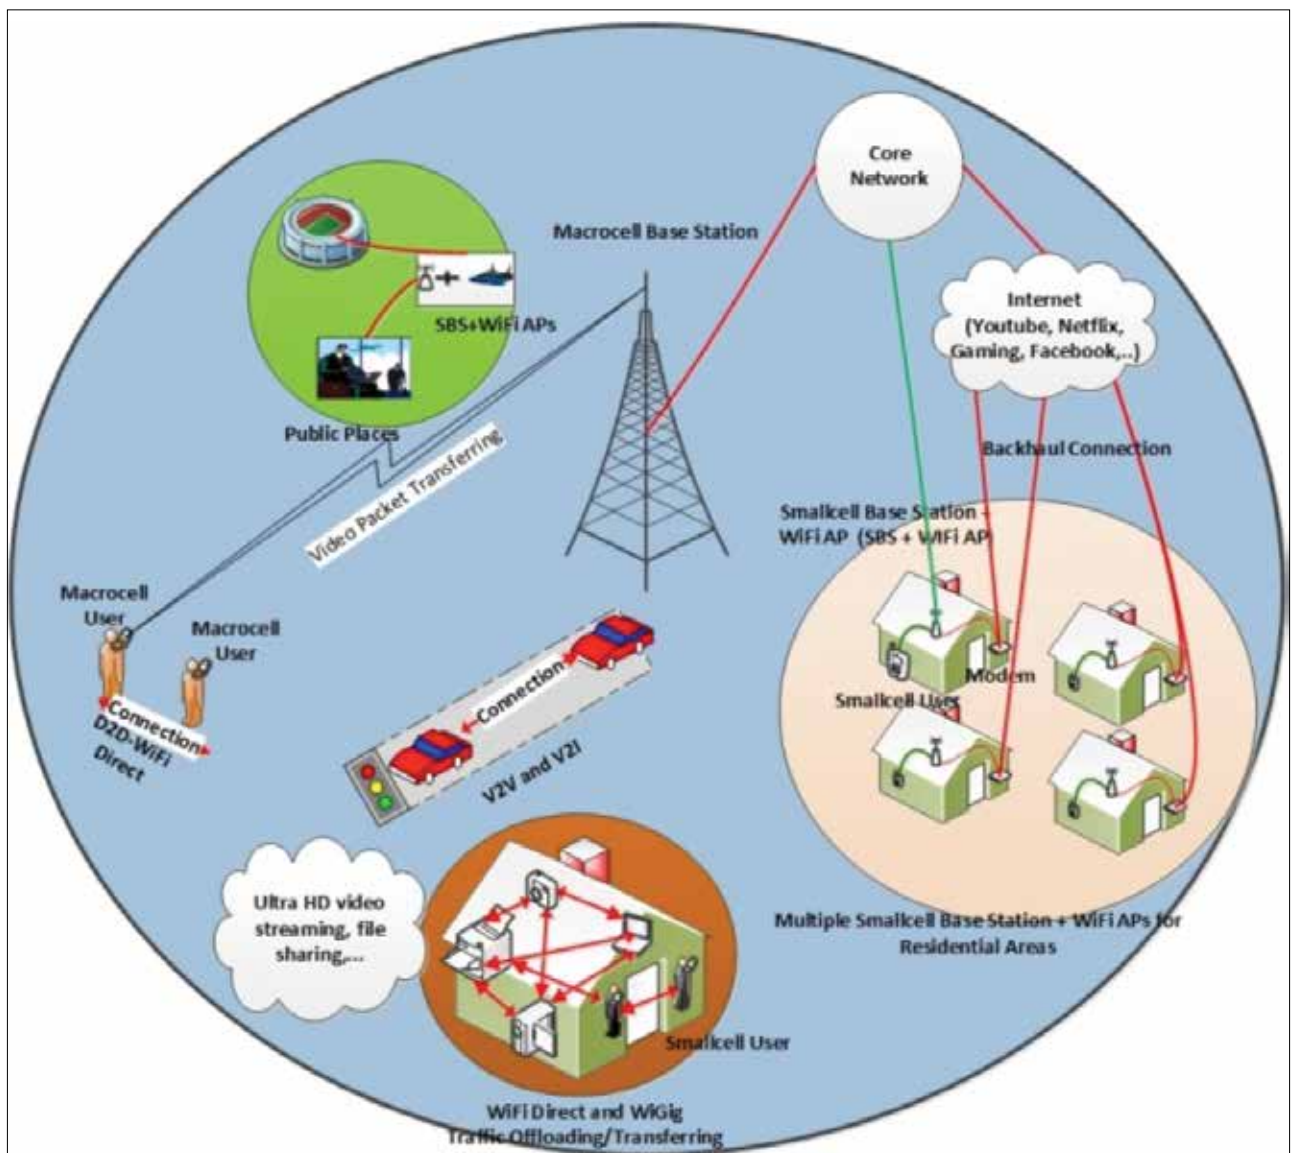 Core
Network
Macrocell Base Station
SBS+WiFi APs
Public Places
Internet
(Youtube, Netflix,
Gaming, Facebook,..)
Video Packet Transferring
Backhaul Connection
Smallcell Base Station -
WiFi AP (SBS + WIFi AP
Macrocell
User
Macrocell
User
Connection
D2D-WiFi
Direct
Connection
V2V and V2I
Modem
Smallcell User
Ultra HD video
streaming, file
sharing,...
Smallcell User
Multiple Smallcell Base Station + WiFi APs for
Residential Areas
WiFi Direct and WiGig
Traffic Offloading/Transferring